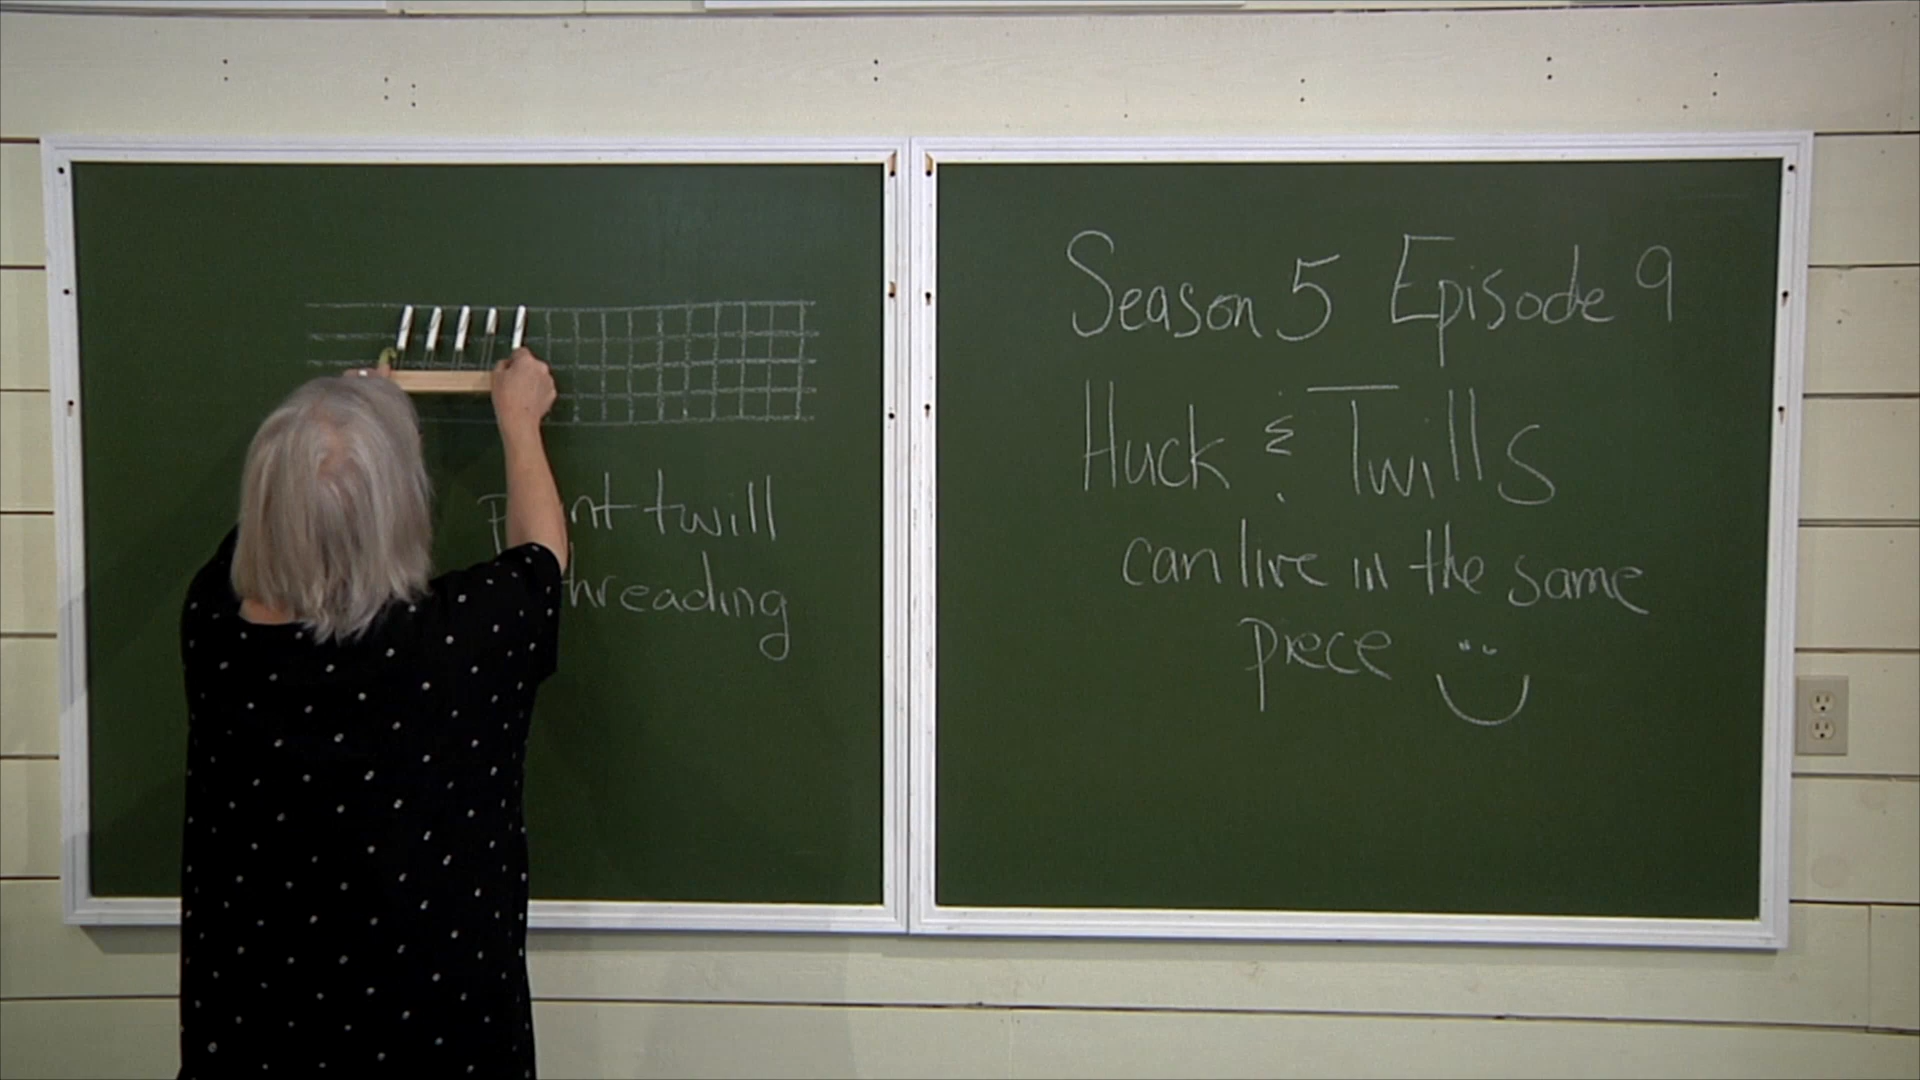 twill
threading
Season 5 Episode 9
Huck & Twills
can live in the same
piece